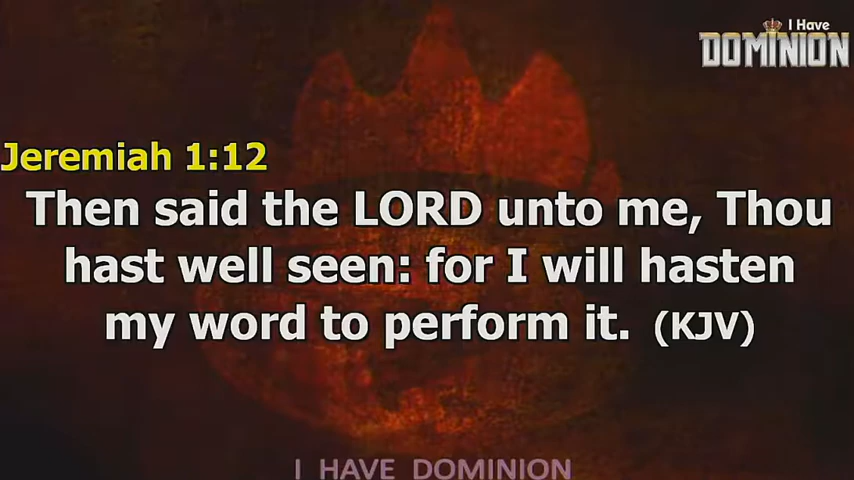 I Have
DOMINION
Jeremiah 1:12
Then said the LORD unto me, Thou
hast well seen: for I will hasten
my word to perform it. (KJV)
I HAVE DOMINION